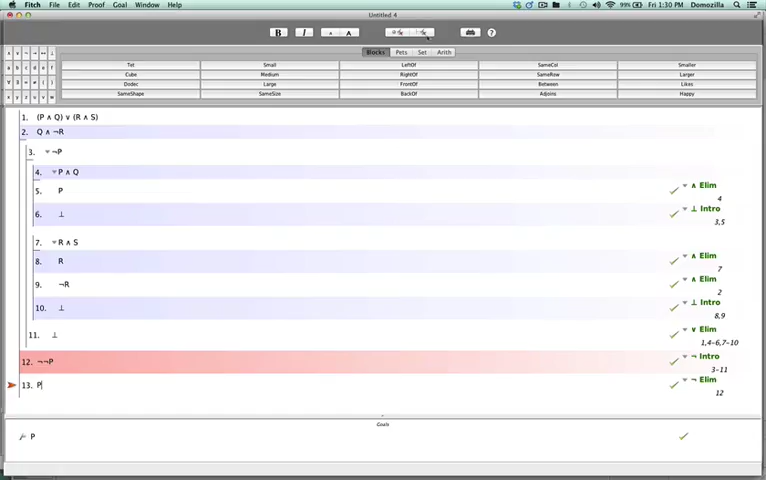 Fitch File Edit Proof Goal Window Help 99% Fri 1:30 PM Domozilla
Untitled 4
B I A A ?
Blocks Pets Set Arith
Tet Small LeftOf SameCol Smaller
Cube Medium RightOf SameRow Larger
Dodec Large FrontOf Between Likes
SameShape SameSize BackOf Adjoins Happy
1. (P ∧ Q) ∨ (R ∧ S)
2. Q ∧ ¬R
3. ¬P
4. P ∧ Q
5. P ∧ Elim
4
6. ⊥ ⊥ Intro
3,5
7. R ∧ S
8. R ∧ Elim
7
9. ¬R ∧ Elim
2
10. ⊥ ⊥ Intro
8,9
11. ⊥ ∨ Elim
1,4-6,7-10
12. ¬¬P ¬ Intro
3-11
13. P ¬ Elim
12
Goals
P